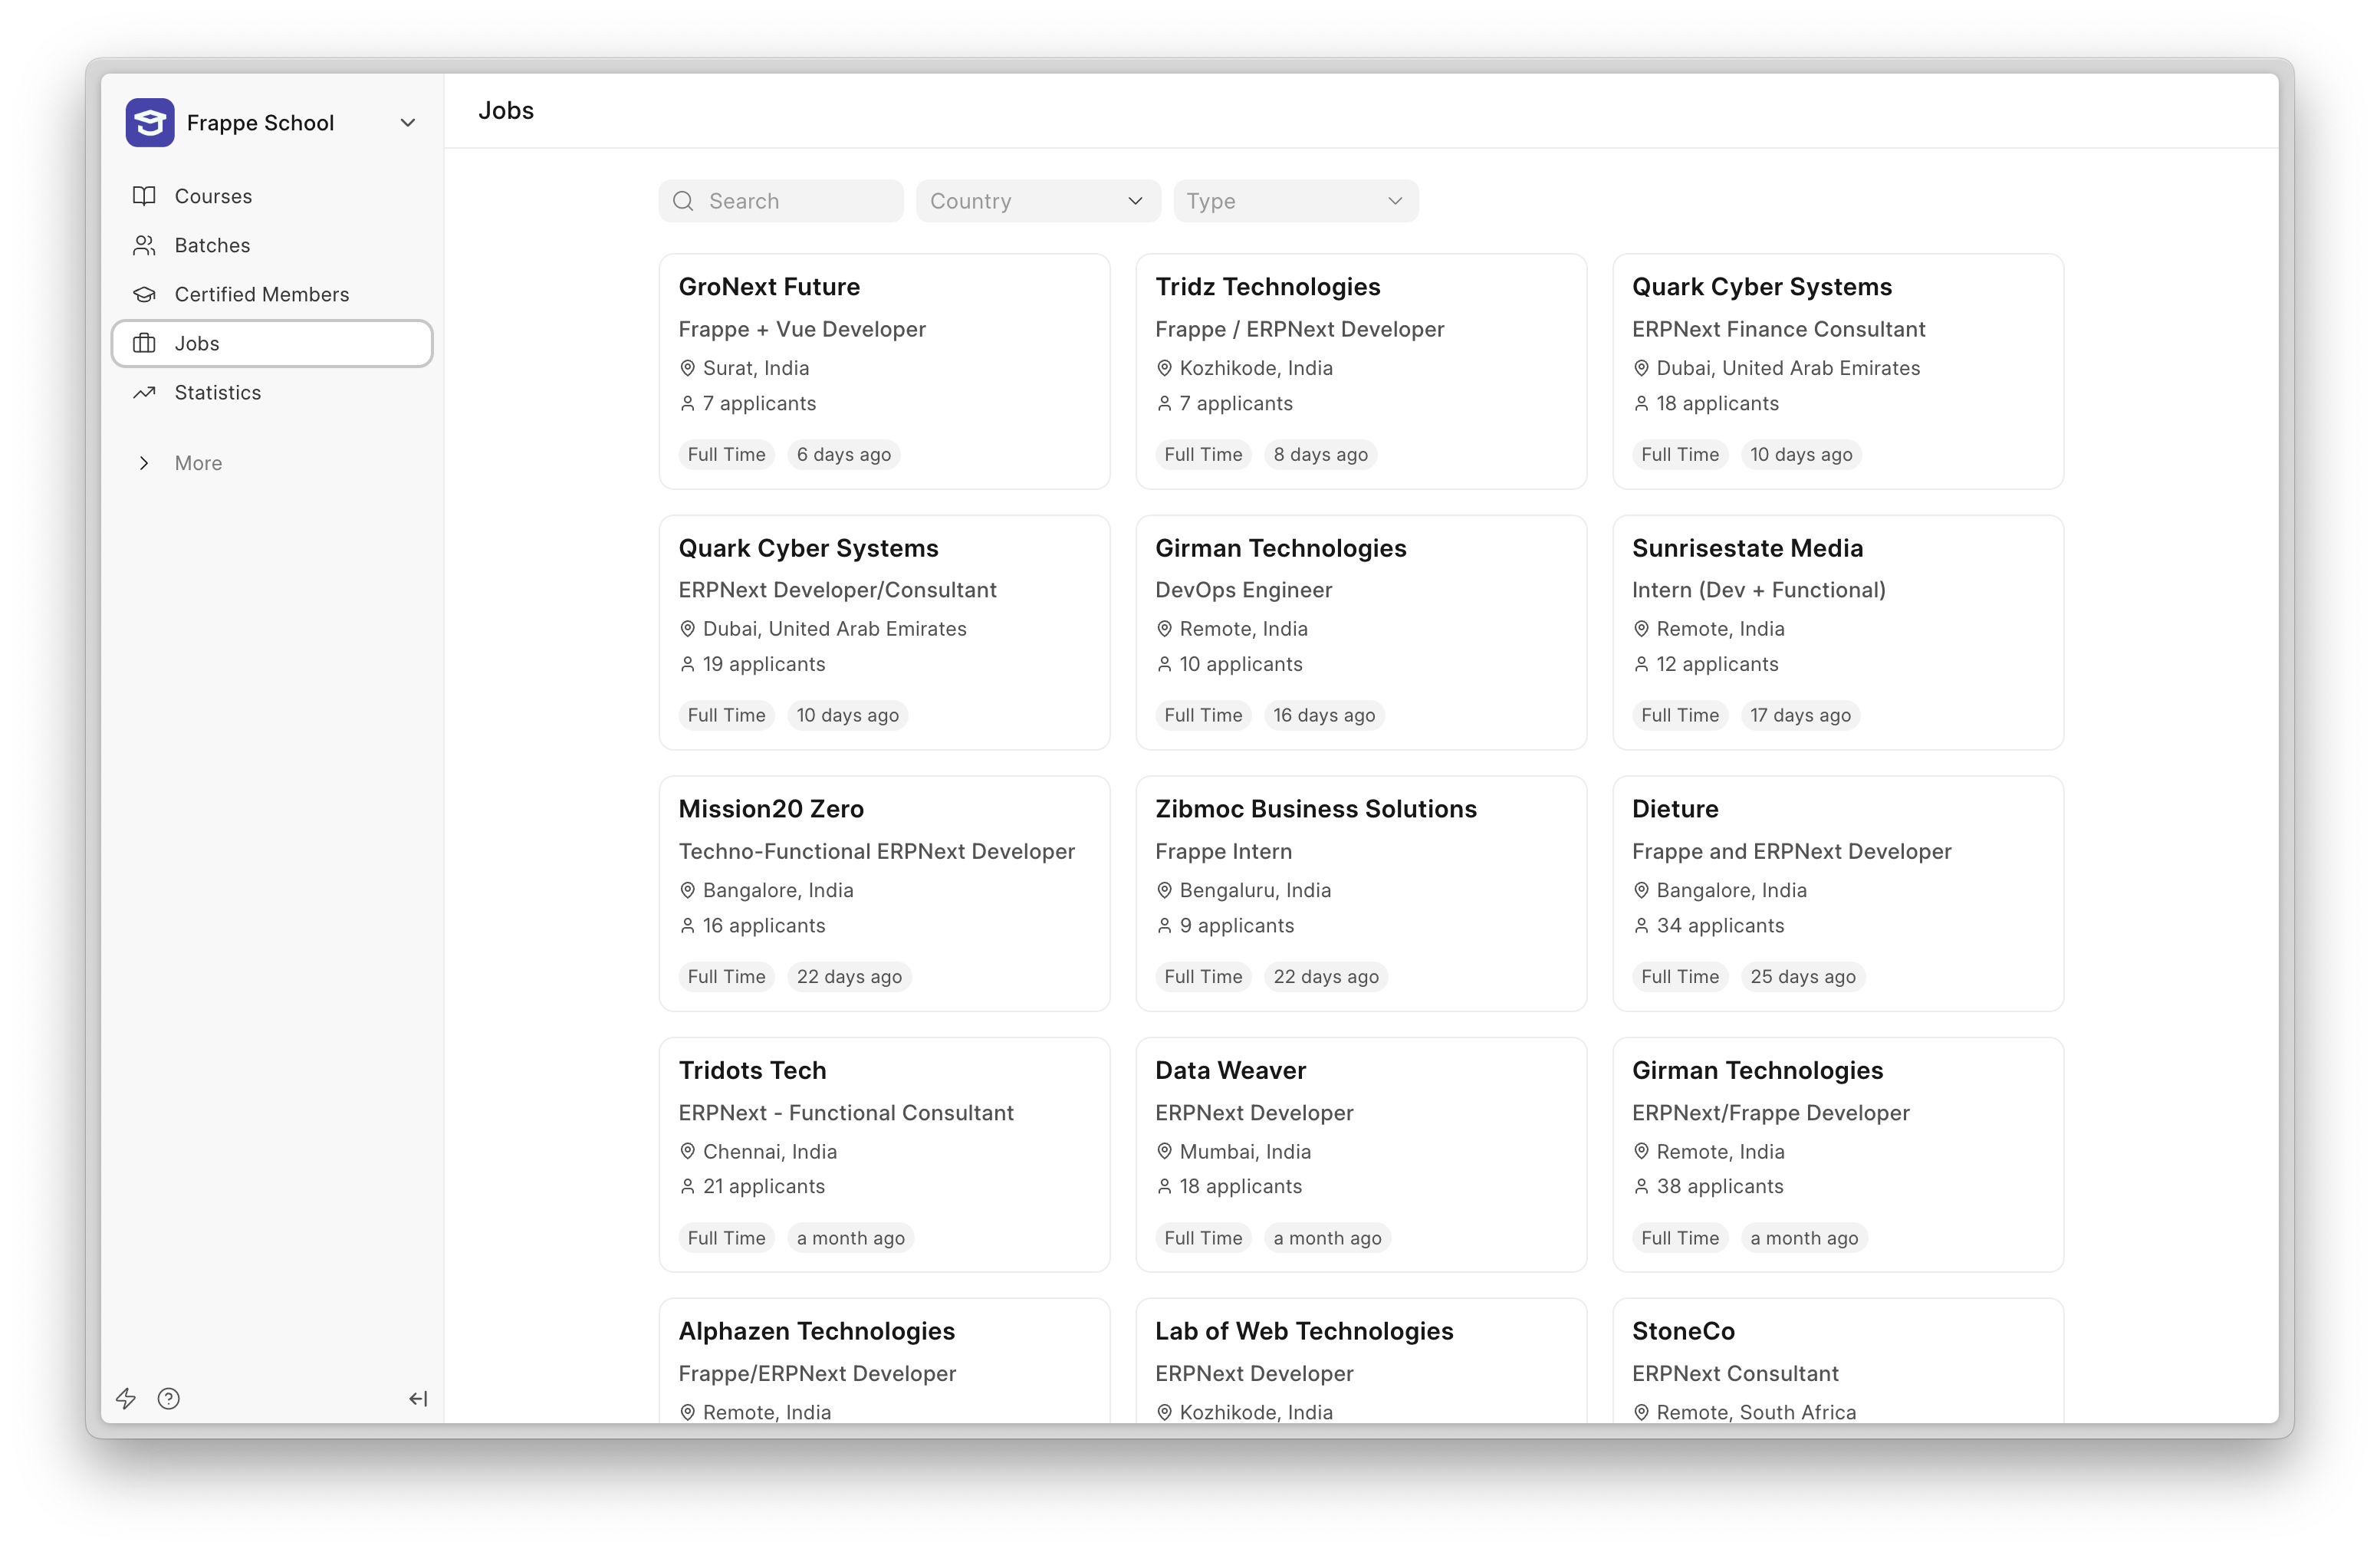 Frappe School
Courses
Batches
Certified Members
Jobs
Statistics
More
Jobs
Search
Country
Type
GroNext Future
Frappe + Vue Developer
Surat, India
7 applicants
Full Time 6 days ago
Tridz Technologies
Frappe / ERPNext Developer
Kozhikode, India
7 applicants
Full Time 8 days ago
Quark Cyber Systems
ERPNext Finance Consultant
Dubai, United Arab Emirates
18 applicants
Full Time 10 days ago
Quark Cyber Systems
ERPNext Developer/Consultant
Dubai, United Arab Emirates
19 applicants
Full Time 10 days ago
Girman Technologies
DevOps Engineer
Remote, India
10 applicants
Full Time 16 days ago
Sunrisestate Media
Intern (Dev + Functional)
Remote, India
12 applicants
Full Time 17 days ago
Mission20 Zero
Techno-Functional ERPNext Developer
Bangalore, India
16 applicants
Full Time 22 days ago
Zibmoc Business Solutions
Frappe Intern
Bengaluru, India
9 applicants
Full Time 22 days ago
Dieture
Frappe and ERPNext Developer
Bangalore, India
34 applicants
Full Time 25 days ago
Tridots Tech
ERPNext - Functional Consultant
Chennai, India
21 applicants
Full Time a month ago
Data Weaver
ERPNext Developer
Mumbai, India
18 applicants
Full Time a month ago
Girman Technologies
ERPNext/Frappe Developer
Remote, India
38 applicants
Full Time a month ago
Alphazen Technologies
Frappe/ERPNext Developer
Remote, India
Lab of Web Technologies
ERPNext Developer
Kozhikode, India
StoneCo
ERPNext Consultant
Remote, South Africa